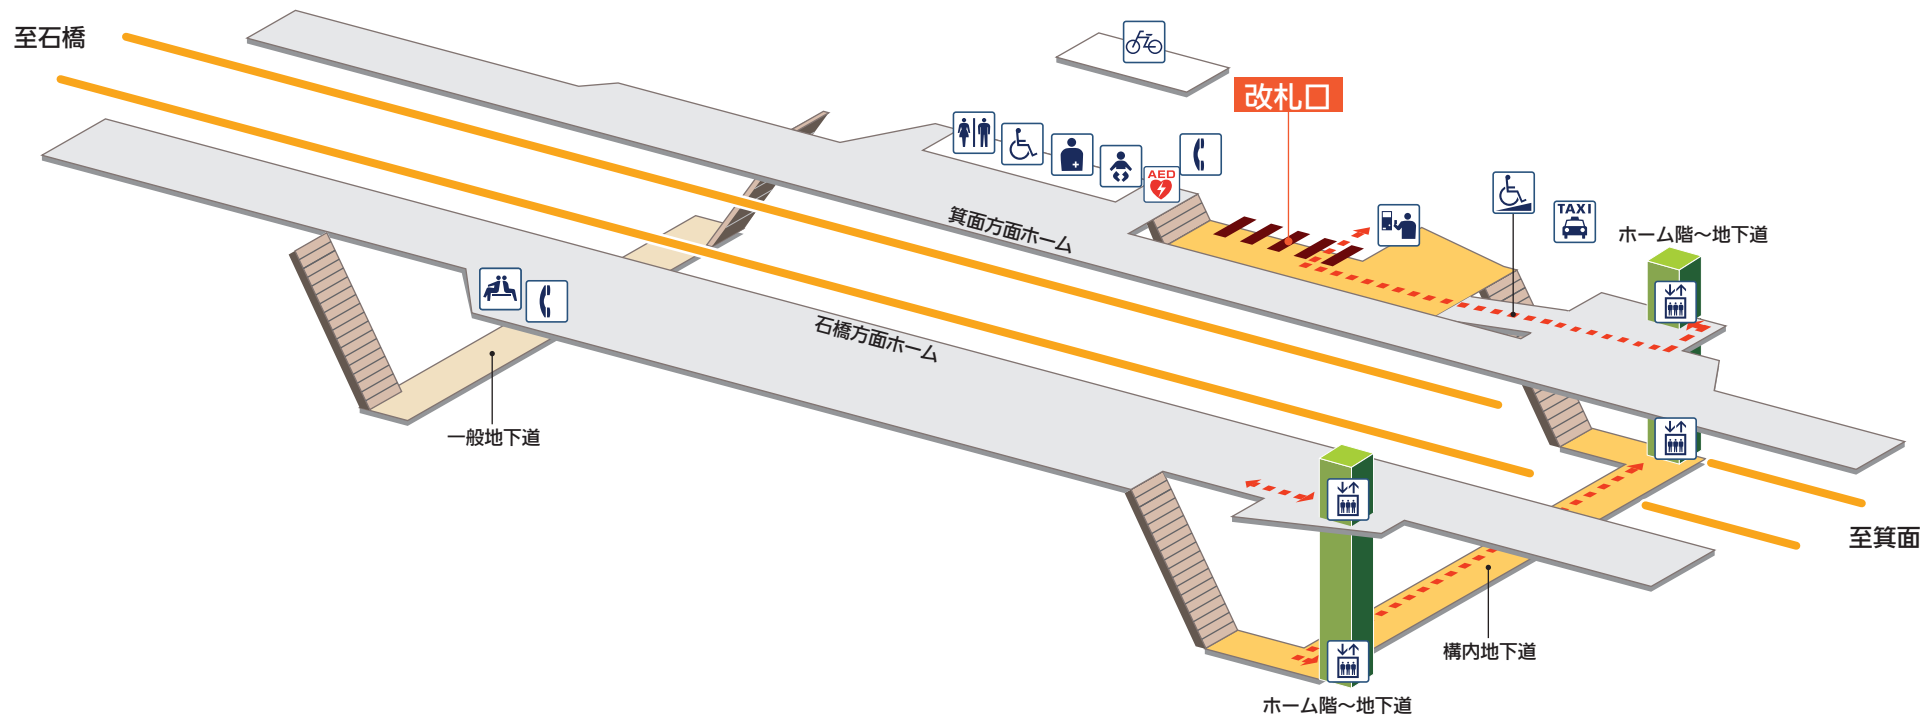 至石橋
改札口
AED
TAXI
ホーム階～地下道
箕面方面ホーム
石橋方面ホーム
一般地下道
至箕面
構内地下道
ホーム階～地下道